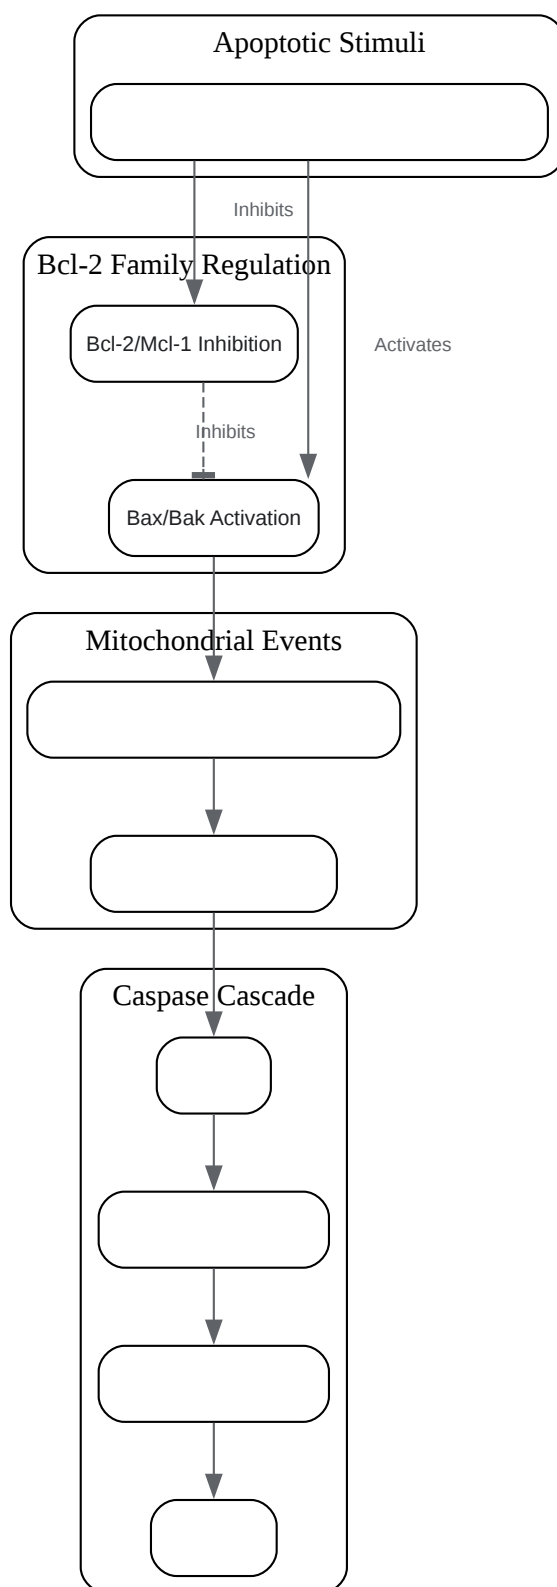 Apoptotic Stimuli
Inhibits
Bcl-2 Family Regulation
Bcl-2/Mcl-1 Inhibition
Activates
Inhibits
Bax/Bak Activation
Mitochondrial Events
Caspase Cascade